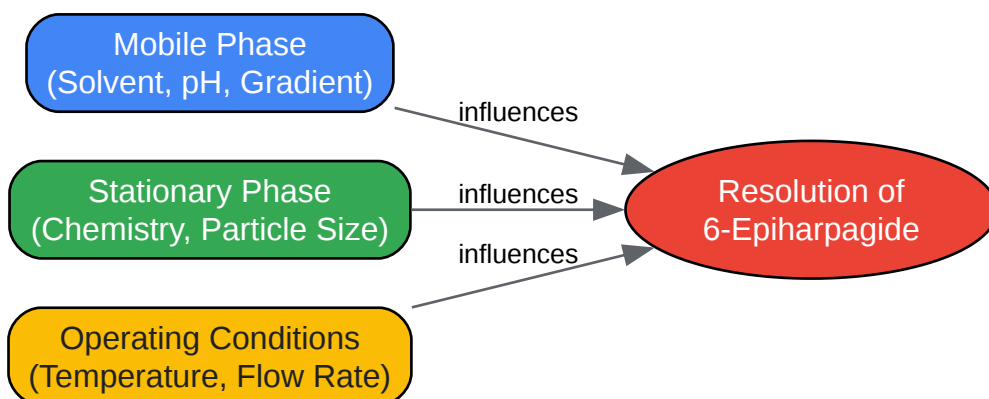 Mobile Phase
(Solvent, pH, Gradient)
influences
Stationary Phase
(Chemistry, Particle Size)
influences
Resolution of
6-Epiharpagide
influences
Operating Conditions
(Temperature, Flow Rate)